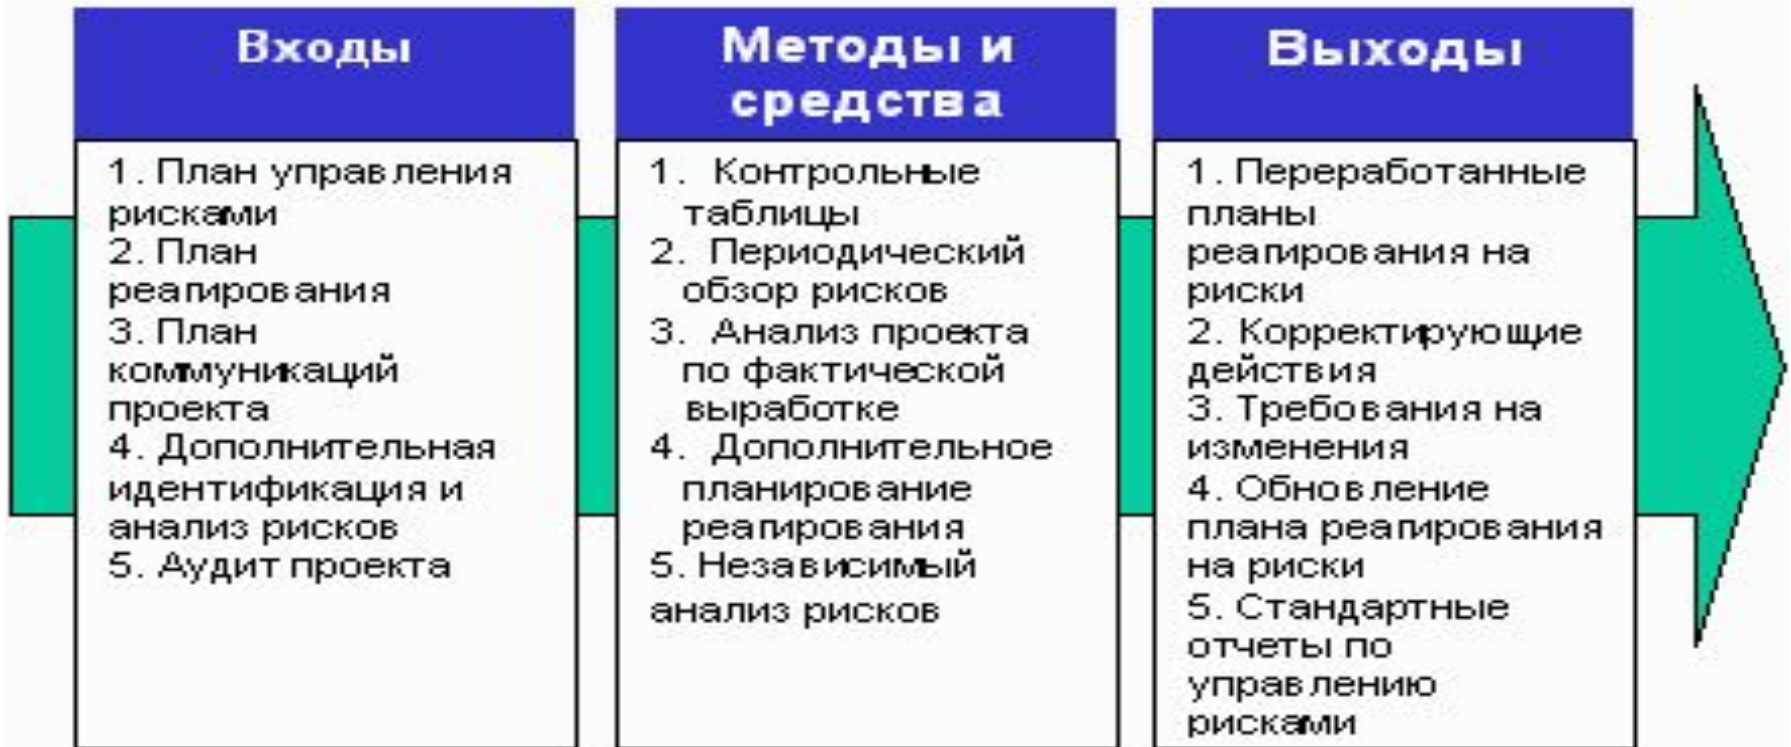 Входы
1. План управления
рисками
2. План
реагирования
3. План
коммуникаций
проекта
4. Дополнительная
идентификация и
анализ рисков
5. Аудит проекта
Методы и
средства
1. Контрольные
таблицы
2. Периодический
обзор рисков
3. Анализ проекта
по фактической
выработке
4. Дополнительное
планирование
реагирования
5. Независимый
анализ рисков
Выходы
1. Переработанные
планы
реагирования на
риски
2. Корректирующие
действия
3. Требования на
изменения
4. Обновление
плана реагирования
на риски
5. Стандартные
отчеты по
управлению
рисками